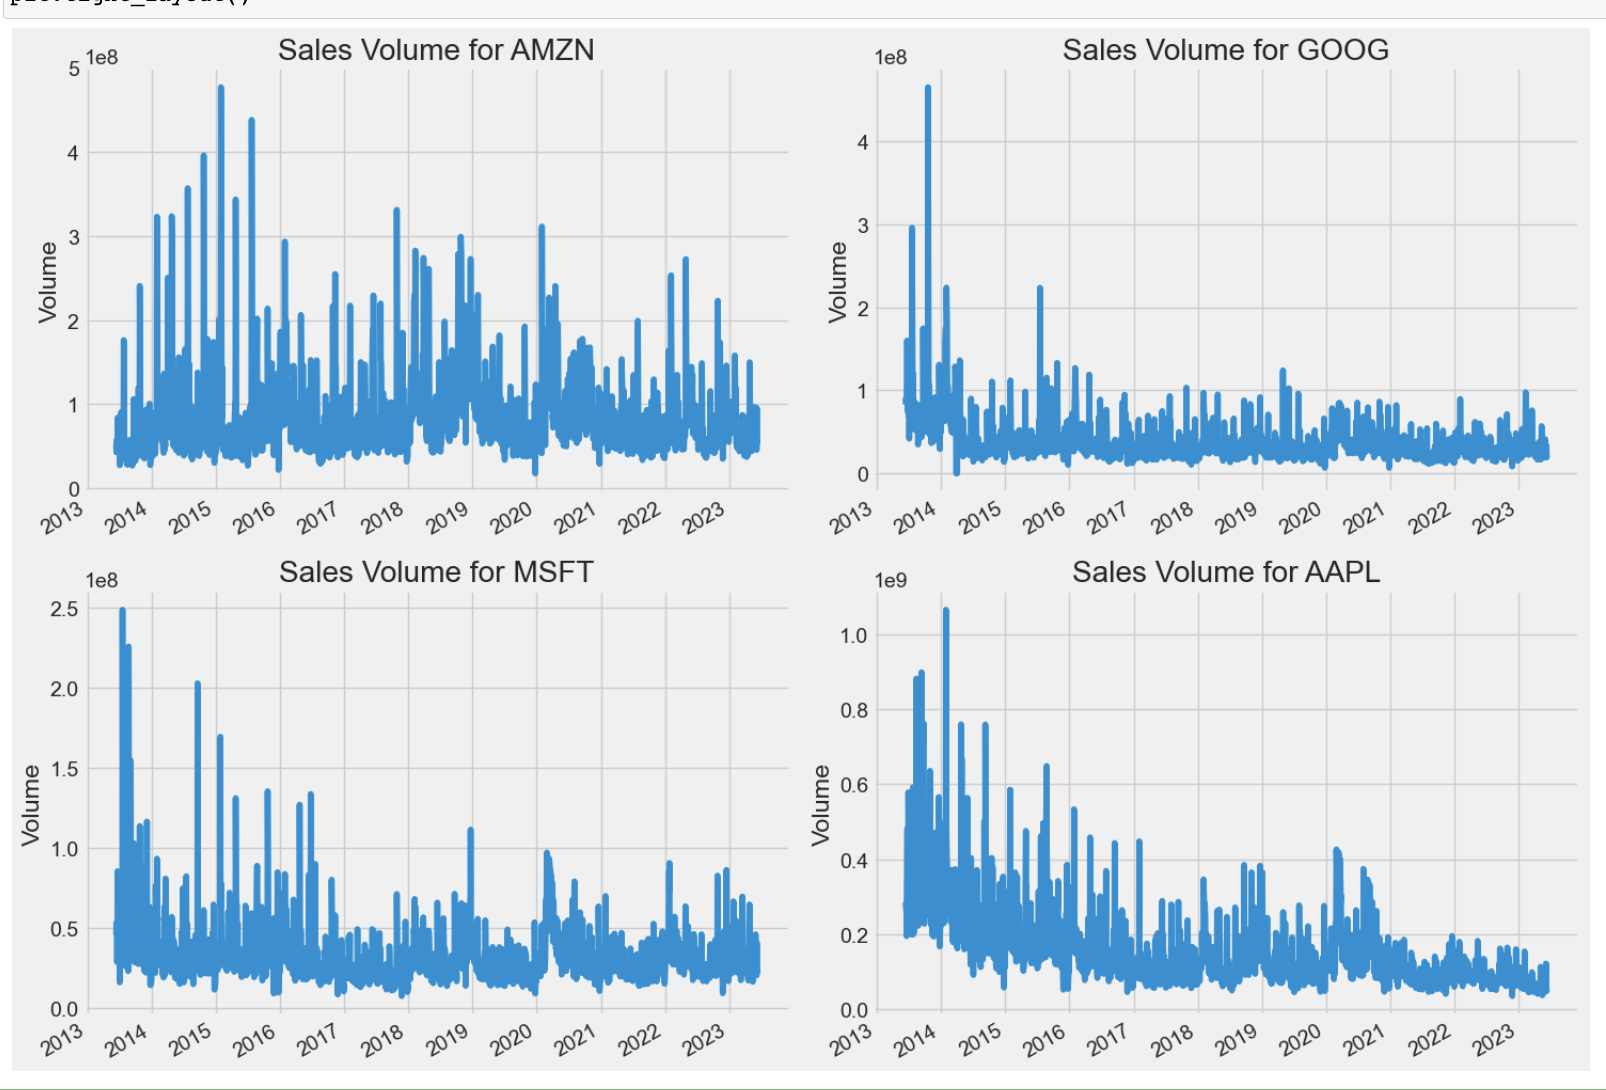 plt.tight_layout()
Sales Volume for AMZN
1e8
5
4
3
2
1
0
Volume
2013 2014 2015 2016 2017 2018 2019 2020 2021 2022 2023
Sales Volume for GOOG
1e8
4
3
2
1
0
Volume
2013 2014 2015 2016 2017 2018 2019 2020 2021 2022 2023
Sales Volume for MSFT
1e8
2.5
2.0
1.5
1.0
0.5
0.0
Volume
2013 2014 2015 2016 2017 2018 2019 2020 2021 2022 2023
Sales Volume for AAPL
1e9
1.0
0.8
0.6
0.4
0.2
0.0
Volume
2013 2014 2015 2016 2017 2018 2019 2020 2021 2022 2023